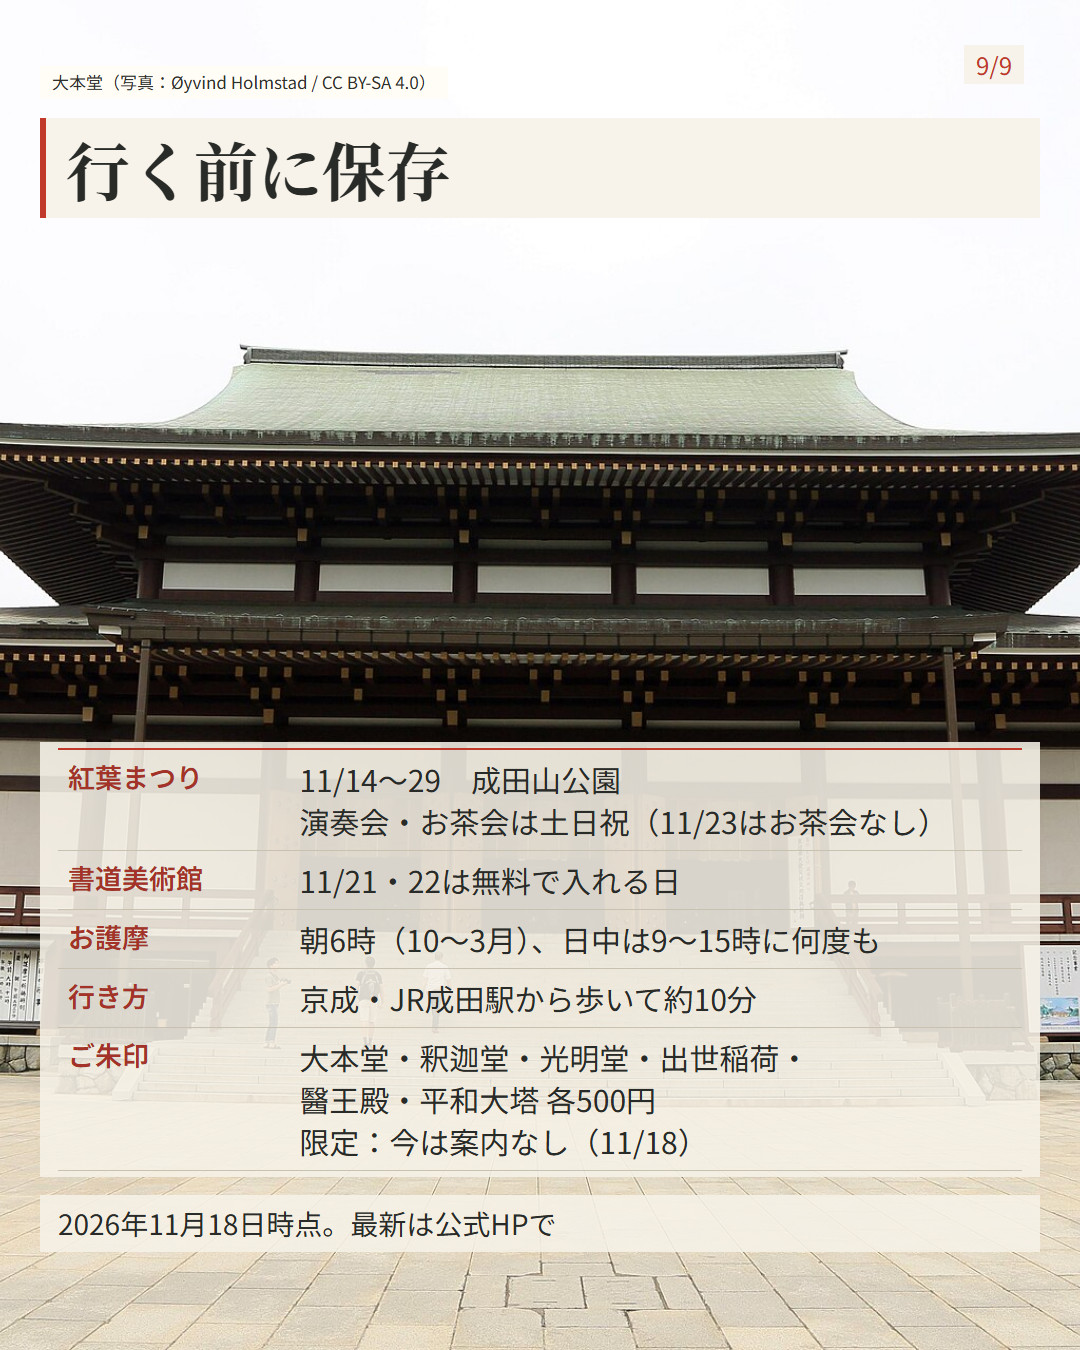 大本堂（写真：Øyvind Holmstad / CC BY-SA 4.0）
9/9
行く前に保存
紅葉まつり
11/14〜29　成田山公園
演奏会・お茶会は土日祝（11/23はお茶会なし）
書道美術館
11/21・22は無料で入れる日
お護摩
朝6時（10〜3月）、日中は9〜15時に何度も
行き方
京成・JR成田駅から歩いて約10分
ご朱印
大本堂・釈迦堂・光明堂・出世稲荷・
醫王殿・平和大塔 各500円
限定：今は案内なし（11/18）
2026年11月18日時点。最新は公式HPで